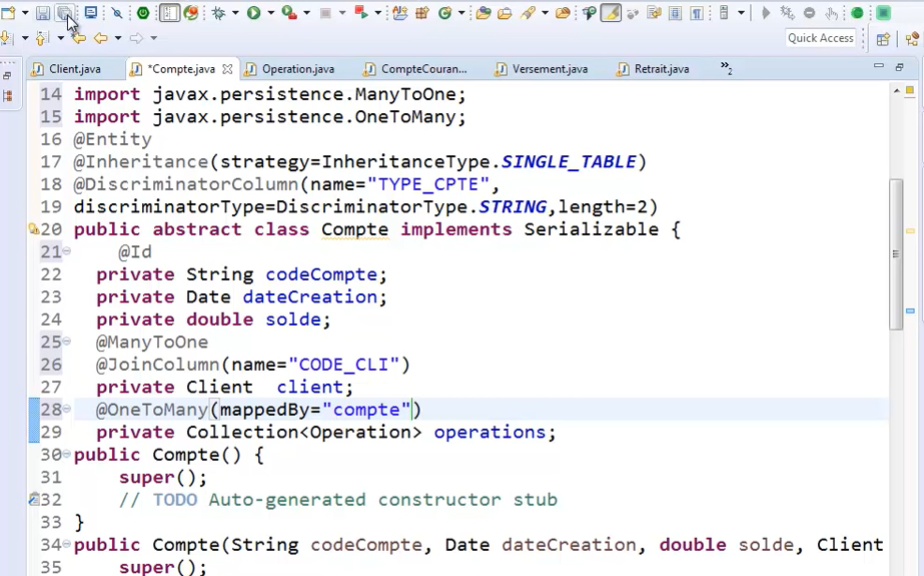 Quick Access
Client.java
*Compte.java
Operation.java
CompteCouran...
Versement.java
Retrait.java
»2
14 import javax.persistence.ManyToOne;
15 import javax.persistence.OneToMany;
16 @Entity
17 @Inheritance(strategy=InheritanceType.SINGLE_TABLE)
18 @DiscriminatorColumn(name="TYPE_CPTE",
19 discriminatorType=DiscriminatorType.STRING,length=2)
20 public abstract class Compte implements Serializable {
21 @Id
22 private String codeCompte;
23 private Date dateCreation;
24 private double solde;
25 @ManyToOne
26 @JoinColumn(name="CODE_CLI")
27 private Client client;
28 @OneToMany(mappedBy="compte")
29 private Collection<Operation> operations;
30 public Compte() {
31 super();
32 // TODO Auto-generated constructor stub
33 }
34 public Compte(String codeCompte, Date dateCreation, double solde, Client
35 super();